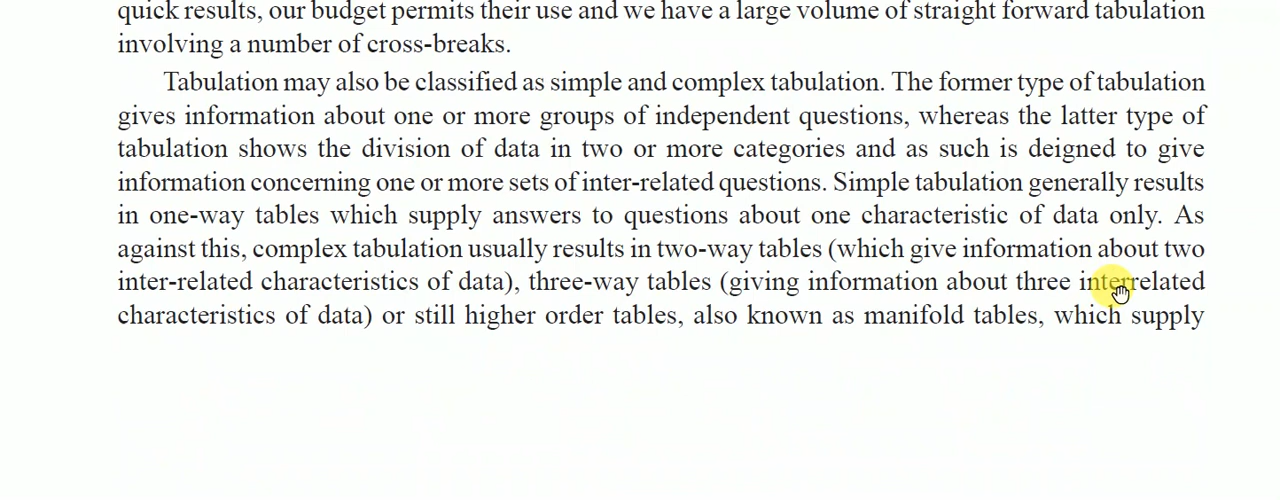 quick results, our budget permits their use and we have a large volume of straight forward tabulation
involving a number of cross-breaks.
Tabulation may also be classified as simple and complex tabulation. The former type of tabulation
gives information about one or more groups of independent questions, whereas the latter type of
tabulation shows the division of data in two or more categories and as such is deigned to give
information concerning one or more sets of inter-related questions. Simple tabulation generally results
in one-way tables which supply answers to questions about one characteristic of data only. As
against this, complex tabulation usually results in two-way tables (which give information about two
inter-related characteristics of data), three-way tables (giving information about three interrelated
characteristics of data) or still higher order tables, also known as manifold tables, which supply